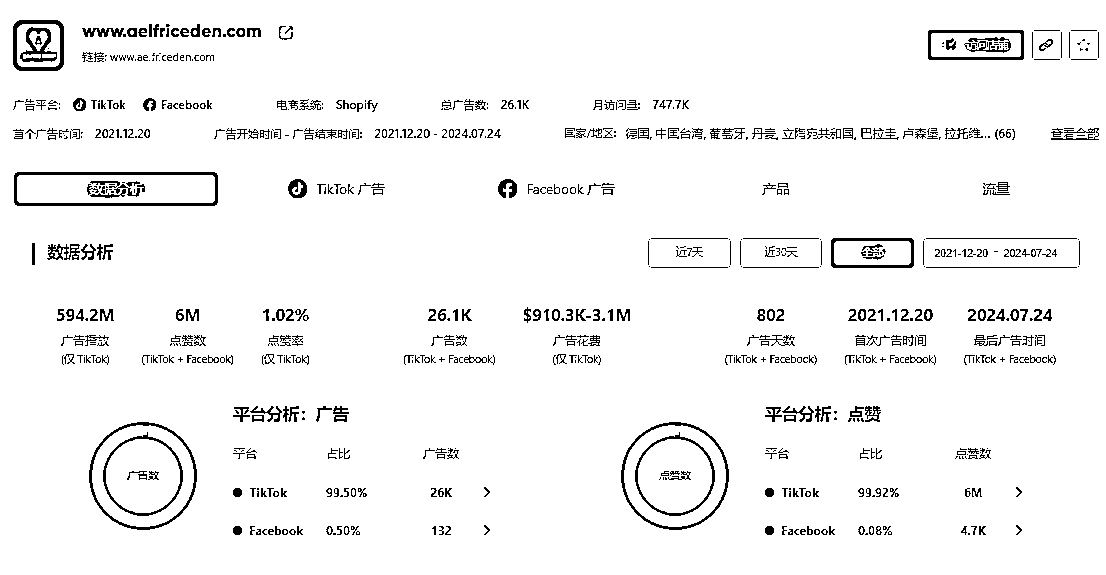 www.aelfriceden.com
链接: www.ae.fr.ceden.com
访问店铺
广告平台: TikTok Facebook 电商系统: Shopify 总广告数: 26.1K 月访问量: 747.7K
首个广告时间: 2021.12.20 广告开始时间 - 广告结束时间: 2021.12.20 - 2024.07.24 国家/地区: 德国, 中国台湾, 葡萄牙, 丹麦, 立陶宛共和国, 巴拉圭, 卢森堡, 拉托维... (66) 查看全部
数据分析 TikTok 广告 Facebook 广告 产品 流量
数据分析 近7天 近30天 全部 2021-12-20 - 2024-07-24
594.2M 6M 1.02% 26.1K $910.3K-3.1M 802 2021.12.20 2024.07.24
广告播放 点赞数 点赞率 广告数 广告花费 广告天数 首次广告时间 最后广告时间
(仅 TikTok) (TikTok + Facebook) (仅 TikTok) (TikTok + Facebook) (仅 TikTok) (TikTok + Facebook) (TikTok + Facebook) (TikTok + Facebook)
平台分析: 广告 平台分析: 点赞
平台 占比 广告数 平台 占比 点赞数
广告数 点赞数
TikTok 99.50% 26K TikTok 99.92% 6M
Facebook 0.50% 132 Facebook 0.08% 4.7K